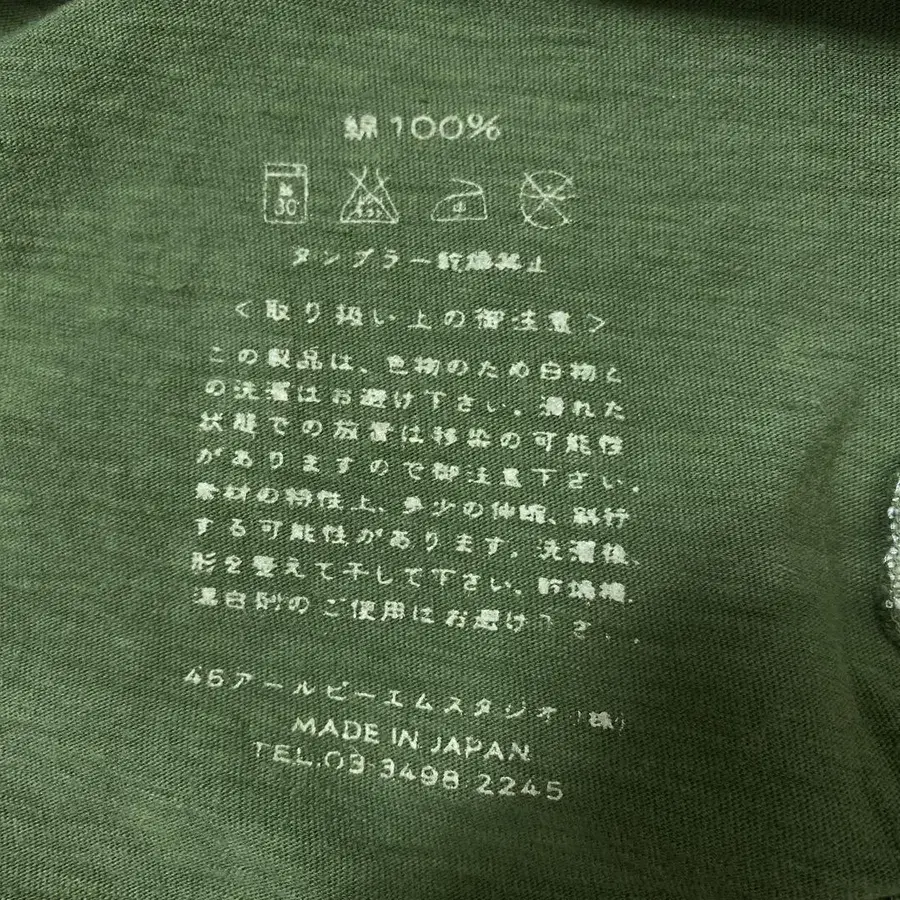 綿 100%
30
タンブラー乾燥禁止
<取り扱い上の御注意>
この製品は、色物のため白物と
の洗濯はお避け下さい。濡れた
状態での放置は移染の可能性
がありますので御注意下さい。
素材の特性上、多少の伸縮、斜行
する可能性があります。洗濯後、
形を整えて干して下さい。乾燥機、
漂白剤のご使用はお避け下さい。
46アールピーエムスタジオ(株)
MADE IN JAPAN
TEL.03 3498 2245